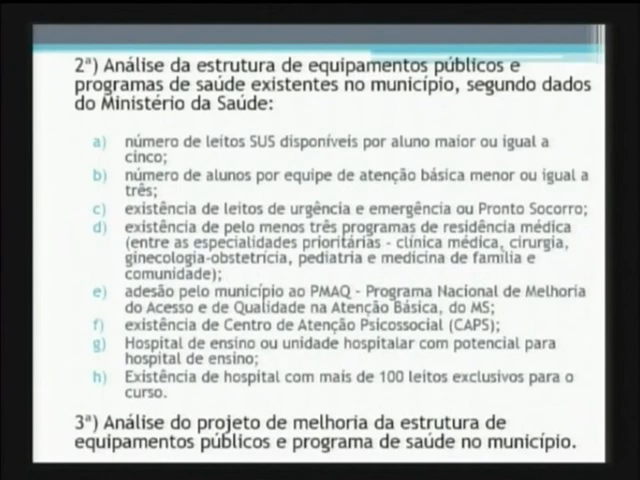 2ª) Análise da estrutura de equipamentos públicos e
programas de saúde existentes no município, segundo dados
do Ministério da Saúde:
a) número de leitos SUS disponíveis por aluno maior ou igual a
cinco;
b) número de alunos por equipe de atenção básica menor ou igual a
três;
c) existência de leitos de urgência e emergência ou Pronto Socorro;
d) existência de pelo menos três programas de residência médica
(entre as especialidades prioritárias - clínica médica, cirurgia,
ginecologia-obstetrícia, pediatria e medicina de família e
comunidade);
e) adesão pelo município ao PMAQ - Programa Nacional de Melhoria
do Acesso e de Qualidade na Atenção Básica, do MS;
f) existência de Centro de Atenção Psicossocial (CAPS);
g) Hospital de ensino ou unidade hospitalar com potencial para
hospital de ensino;
h) Existência de hospital com mais de 100 leitos exclusivos para o
curso.
3ª) Análise do projeto de melhoria da estrutura de
equipamentos públicos e programa de saúde no município.